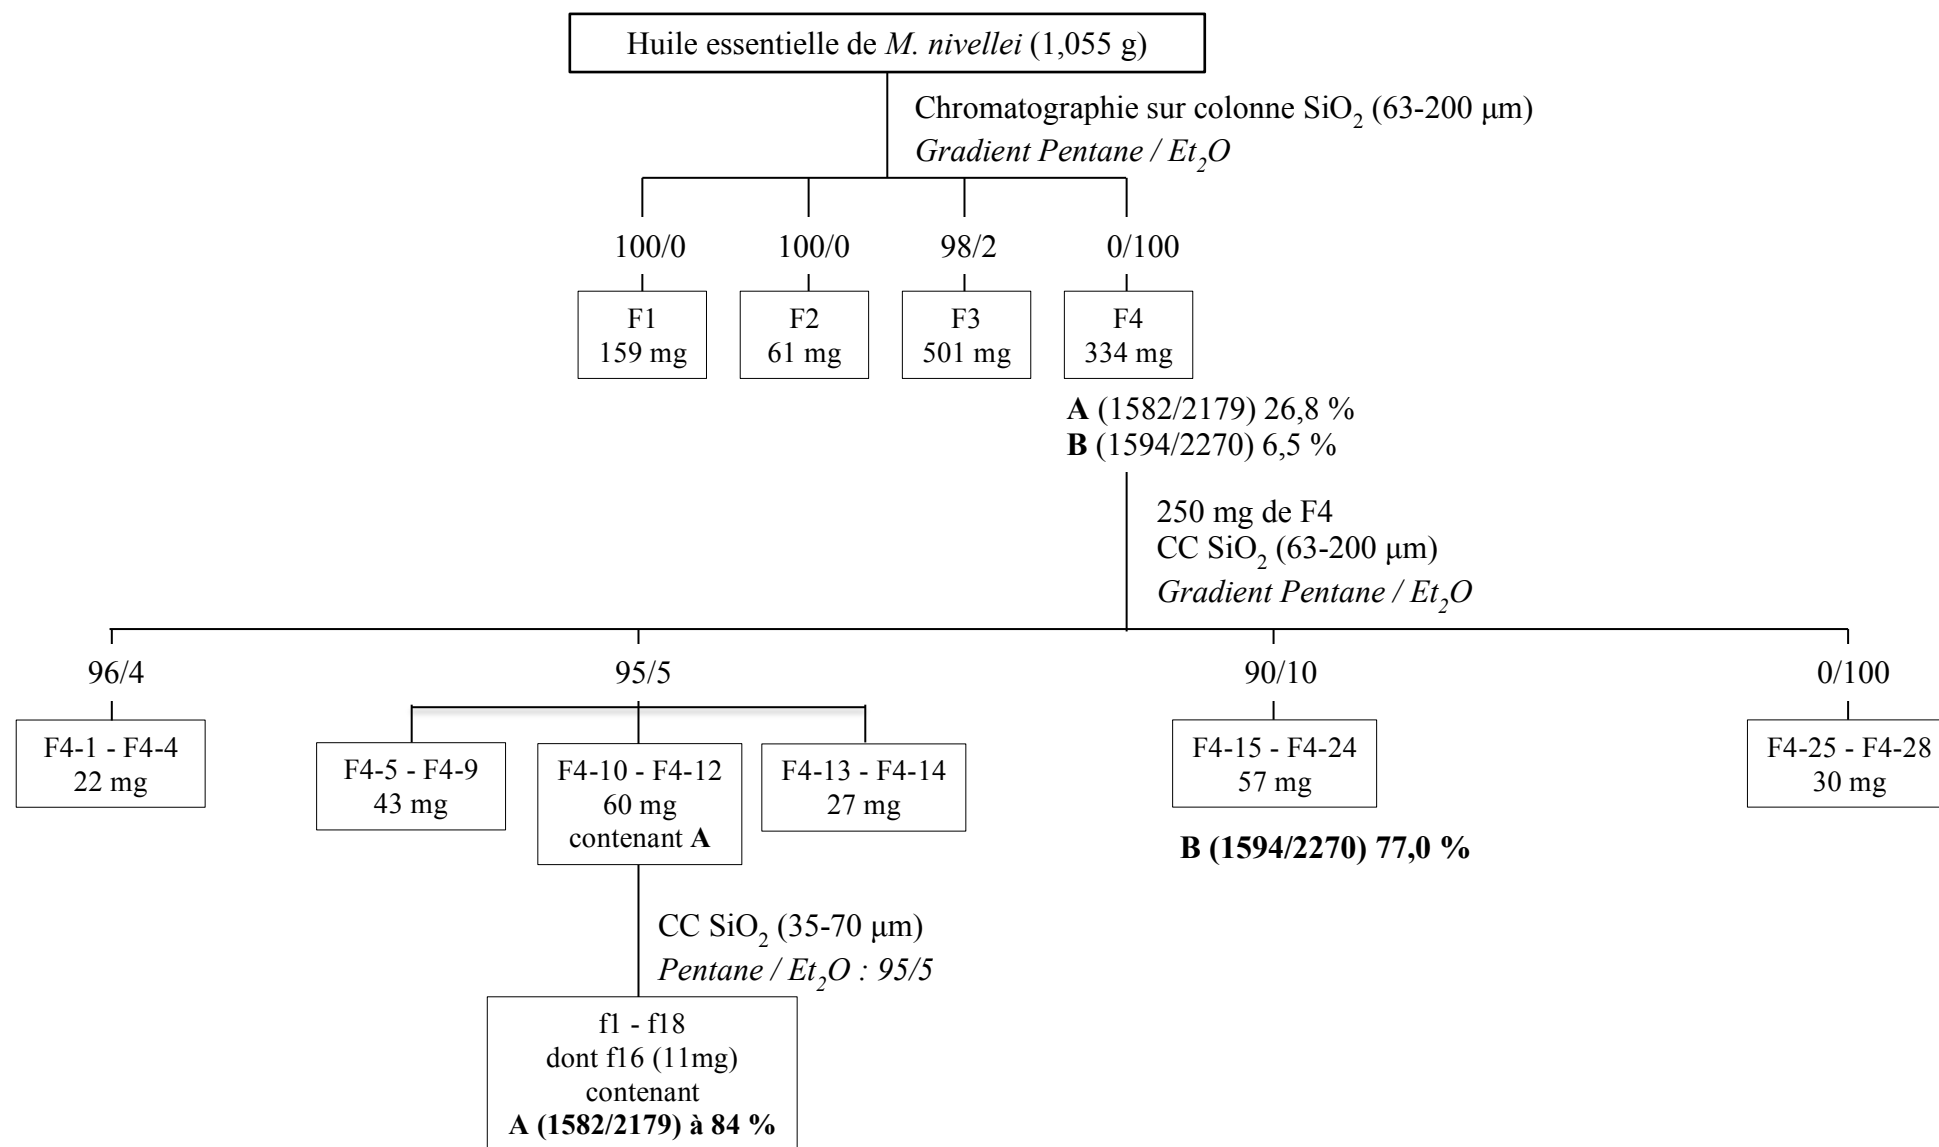 Huile essentielle de M. nivellei (1,055 g)
Chromatographie sur colonne SiO₂ (63-200 μm)
Gradient Pentane / Et₂O
100/0
100/0
98/2
0/100
F1
159 mg
F2
61 mg
F3
501 mg
F4
334 mg
A (1582/2179) 26,8 %
B (1594/2270) 6,5 %
250 mg de F4
CC SiO₂ (63-200 μm)
Gradient Pentane / Et₂O
96/4
95/5
90/10
0/100
F4-1 - F4-4
22 mg
F4-5 - F4-9
43 mg
F4-10 - F4-12
60 mg
contenant A
F4-13 - F4-14
27 mg
F4-15 - F4-24
57 mg
F4-25 - F4-28
30 mg
B (1594/2270) 77,0 %
CC SiO₂ (35-70 μm)
Pentane / Et₂O : 95/5
f1 - f18
dont f16 (11mg)
contenant
A (1582/2179) à 84 %